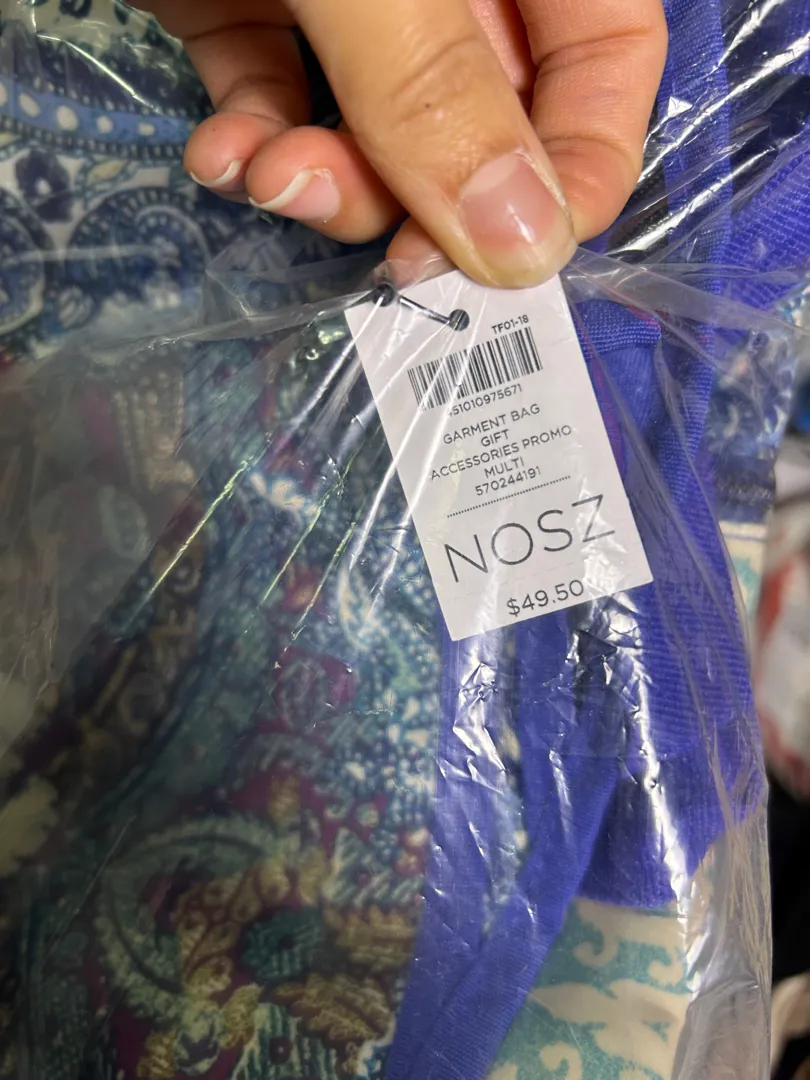 TF01-18
451010975671
GARMENT BAG
GIFT
ACCESSORIES PROMO
MULTI
570244191
NOSZ
$49.50